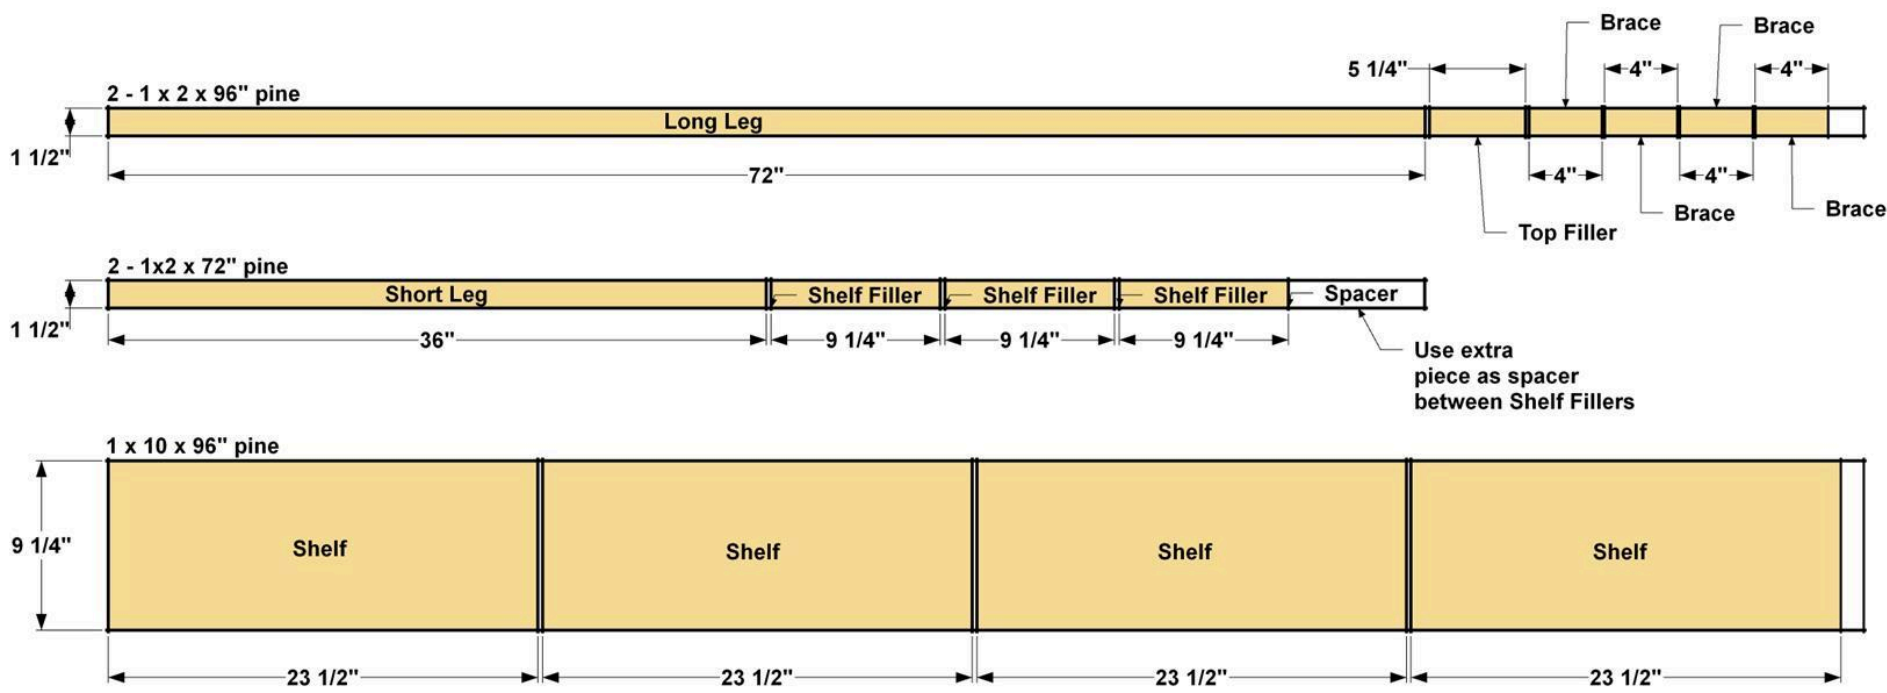 Brace
Brace
5 1/4"
4"
4"
2 - 1 x 2 x 96" pine
Long Leg
1 1/2"
72"
4"
4"
Brace
Brace
Top Filler
2 - 1x2 x 72" pine
Short Leg
Shelf Filler
Shelf Filler
Shelf Filler
Spacer
1 1/2"
36"
9 1/4"
9 1/4"
9 1/4"
Use extra
piece as spacer
between Shelf Fillers
1 x 10 x 96" pine
9 1/4"
Shelf
Shelf
Shelf
Shelf
23 1/2"
23 1/2"
23 1/2"
23 1/2"